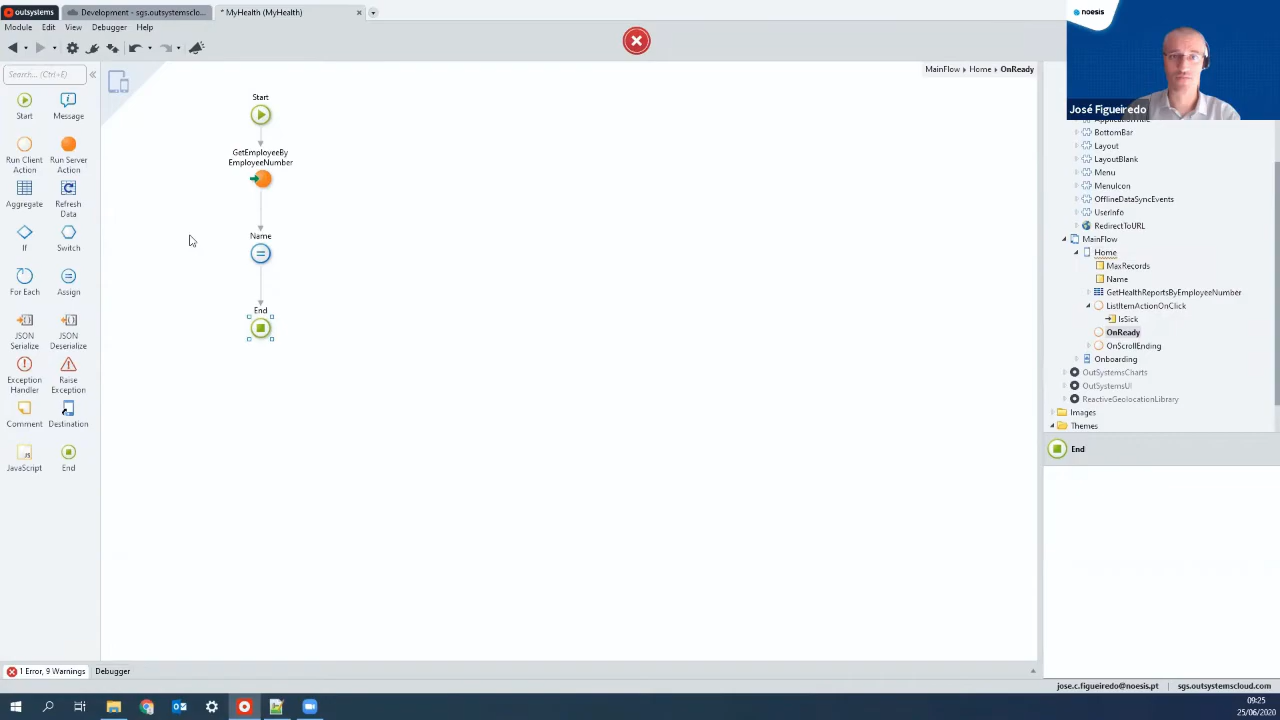 outsystems
Development - sgs.outsystemsclo...
* MyHealth (MyHealth)
noesis
Module Edit View Debugger Help
Search... (Ctrl+E)
MainFlow Home OnReady
José Figueiredo
Start
Message
Run Client
Action
Run Server
Action
Aggregate
Refresh
Data
If
Switch
For Each
Assign
JSON
Serialize
JSON
Deserialize
Exception
Handler
Raise
Exception
Comment
Destination
JavaScript
End
Start
GetEmployeeBy
EmployeeNumber
Name
End
ApplicationTitle
BottomBar
Layout
LayoutBlank
Menu
MenuIcon
OfflineDataSyncEvents
UserInfo
RedirectToURL
MainFlow
Home
MaxRecords
Name
GetHealthReportsByEmployeeNumber
ListItemActionOnClick
IsSick
OnReady
OnScrollEnding
Onboarding
OutSystemsCharts
OutSystemsUI
ReactiveGeolocationLibrary
Images
Themes
End
1 Error, 9 Warnings
Debugger
jose.c.figueiredo@noesis.pt
sgs.outsystemscloud.com
09:25
25/06/2020